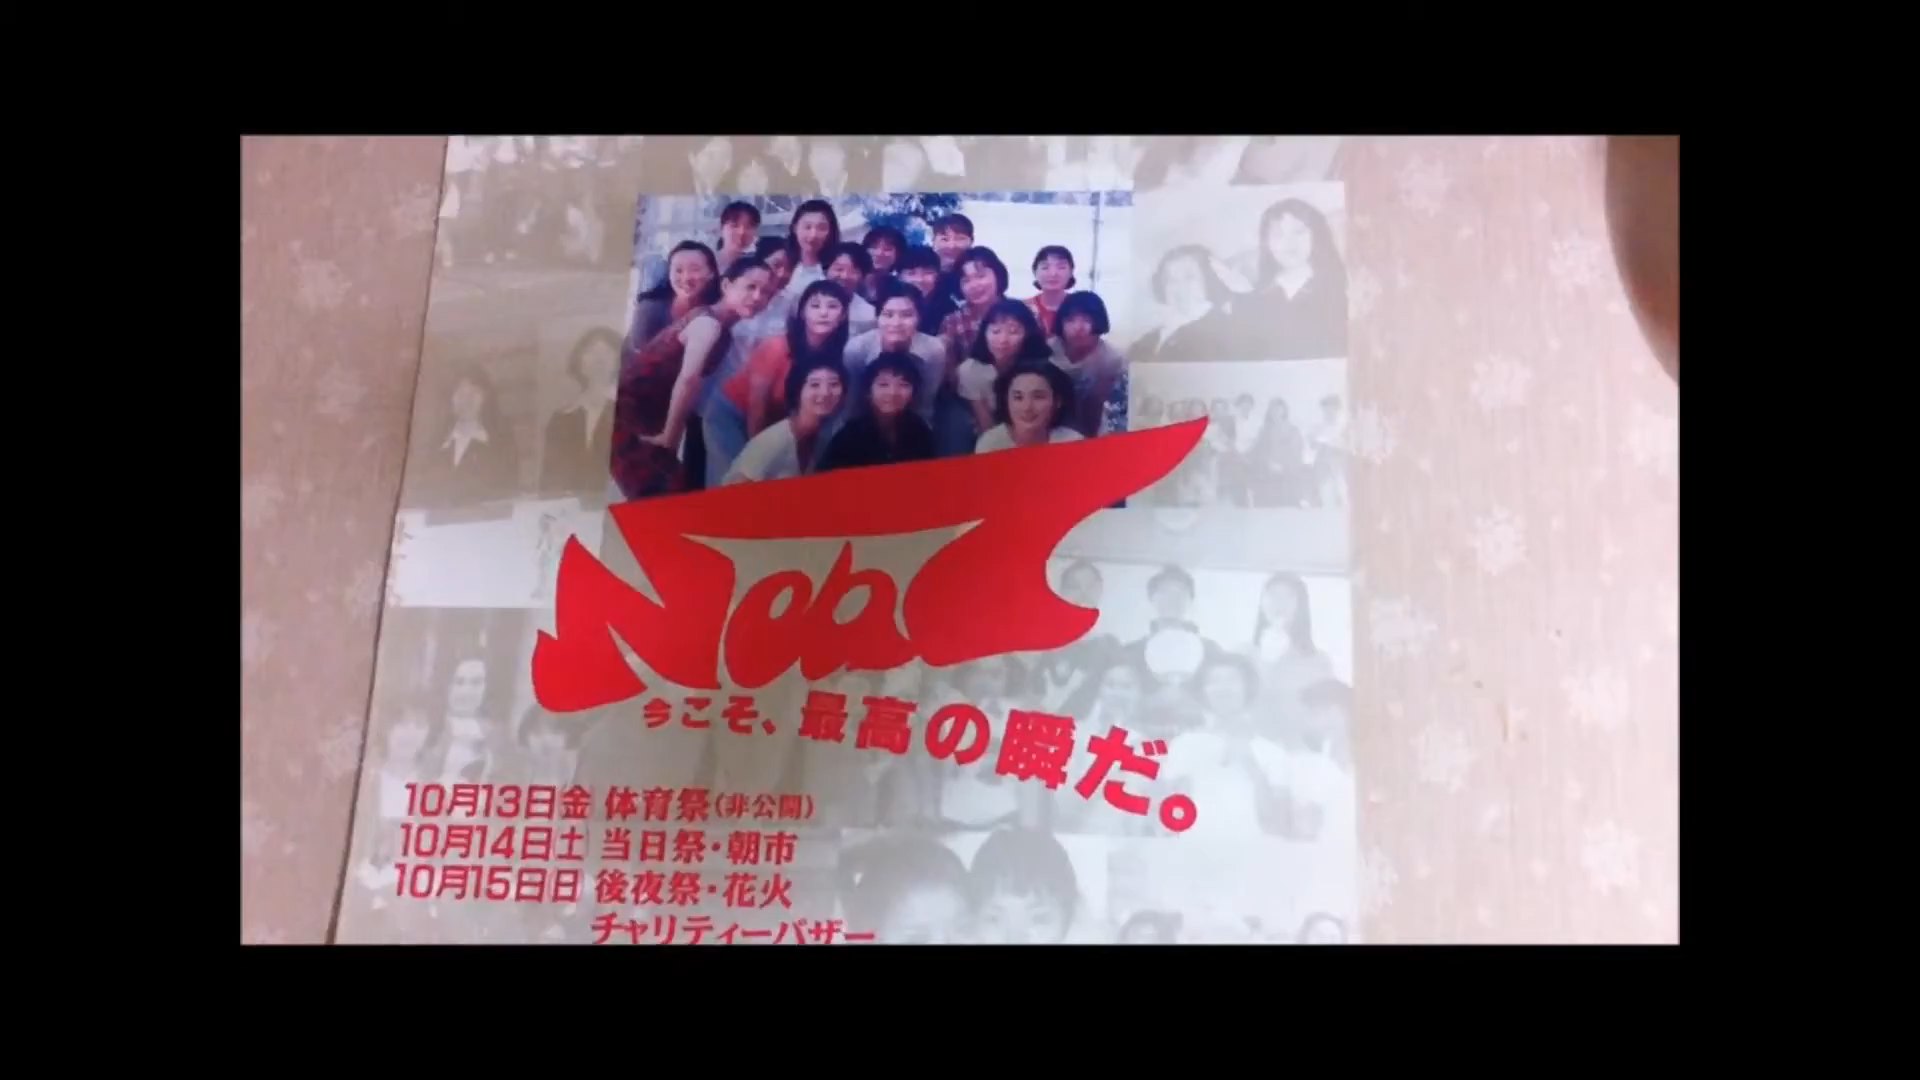 今こそ、最高の瞬だ。
10月13日金 体育祭(非公開)
10月14日土 当日祭・朝市
10月15日日 後夜祭・花火
チャリティーバザー